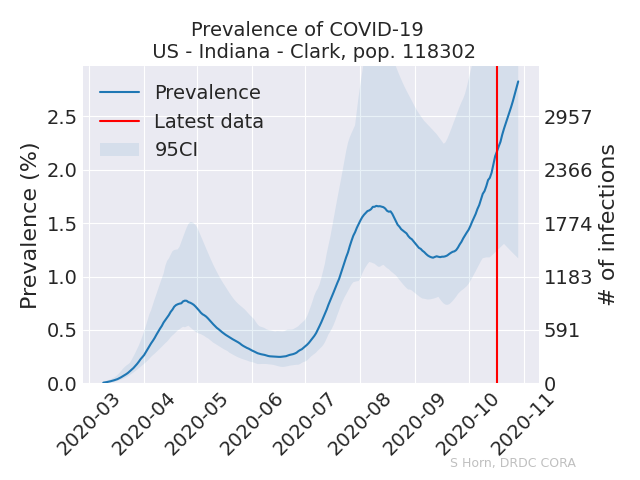 Prevalence of COVID-19
US - Indiana - Clark, pop. 118302
Prevalence
Latest data
95CI
Prevalence (%)
2.5
2.0
1.5
1.0
0.5
0.0
2957
2366
1774
1183
591
0
# of infections
2020-03
2020-04
2020-05
2020-06
2020-07
2020-08
2020-09
2020-10
2020-11
S Horn, DRDC CORA